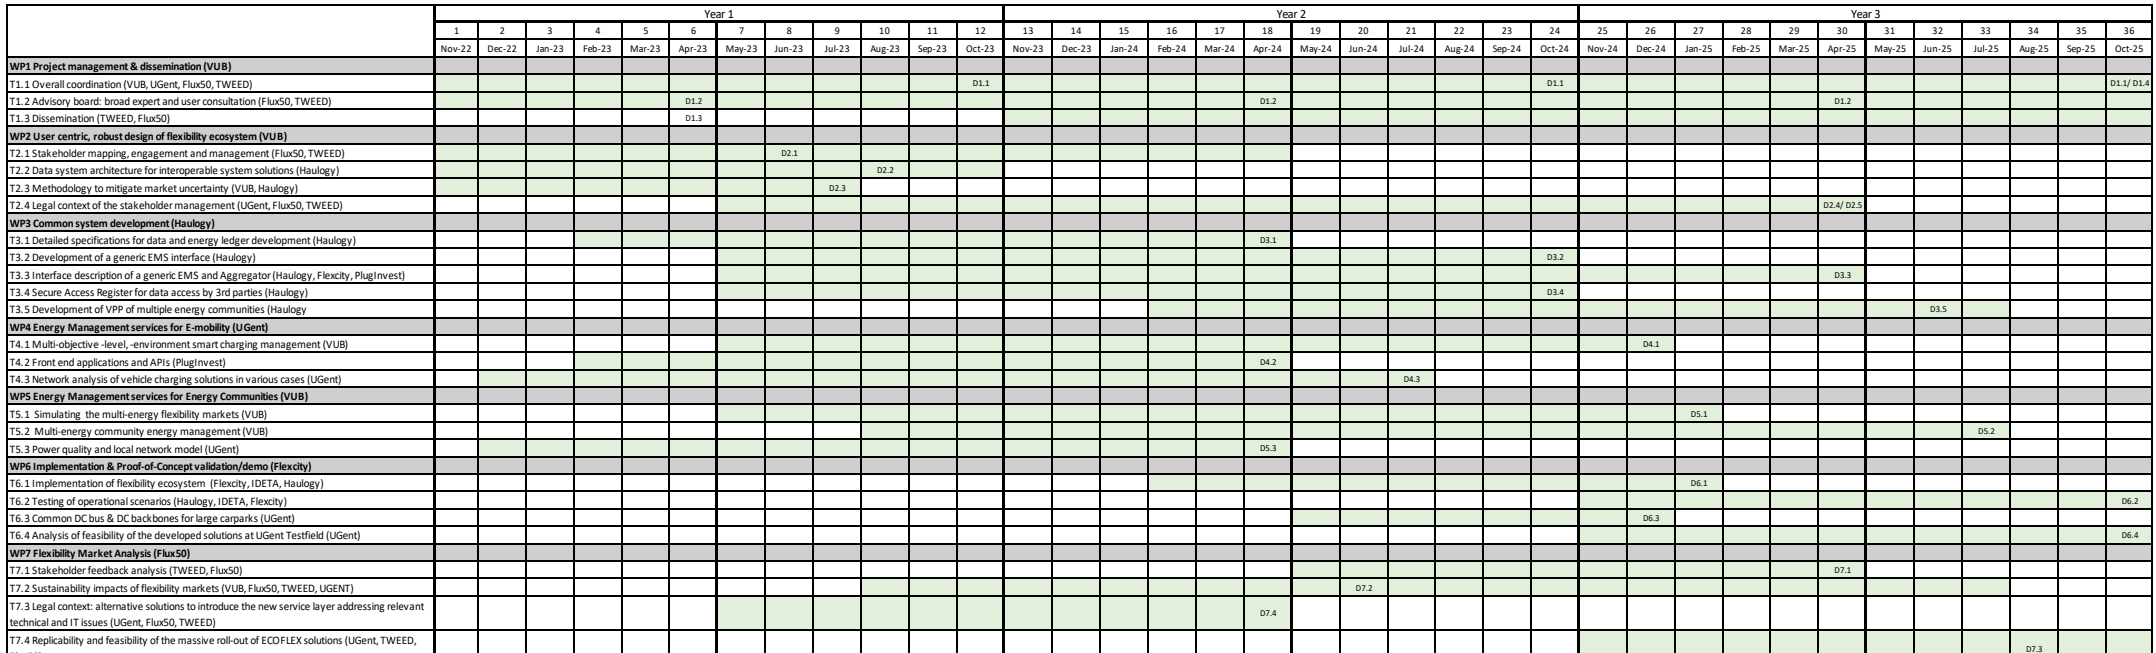 Year 1 Year 2 Year 3
1 2 3 4 5 6 7 8 9 10 11 12 13 14 15 16 17 18 19 20 21 22 23 24 25 26 27 28 29 30 31 32 33 34 35 36
Nov-22 Dec-22 Jan-23 Feb-23 Mar-23 Apr-23 May-23 Jun-23 Jul-23 Aug-23 Sep-23 Oct-23 Nov-23 Dec-23 Jan-24 Feb-24 Mar-24 Apr-24 May-24 Jun-24 Jul-24 Aug-24 Sep-24 Oct-24 Nov-24 Dec-24 Jan-25 Feb-25 Mar-25 Apr-25 May-25 Jun-25 Jul-25 Aug-25 Sep-25 Oct-25
WP1 Project management & dissemination (VUB)
T1.1 Overall coordination (VUB, UGent, Flux50, TWEED) D1.1 D1.1 D1.1/ D1.4
T1.2 Advisory board: broad expert and user consultation (Flux50, TWEED) D1.2 D1.2 D1.2
T1.3 Dissemination (TWEED, Flux50) D1.3
WP2 User centric, robust design of flexibility ecosystem (VUB)
T2.1 Stakeholder mapping, engagement and management (Flux50, TWEED) D2.1
T2.2 Data system architecture for interoperable system solutions (Haulogy) D2.2
T2.3 Methodology to mitigate market uncertainty (VUB, Haulogy) D2.3
T2.4 Legal context of the stakeholder management (UGent, Flux50, TWEED) D2.4/ D2.5
WP3 Common system development (Haulogy)
T3.1 Detailed specifications for data and energy ledger development (Haulogy) D3.1
T3.2 Development of a generic EMS interface (Haulogy) D3.2
T3.3 Interface description of a generic EMS and Aggregator (Haulogy, Flexcity, PlugInvest) D3.3
T3.4 Secure Access Register for data access by 3rd parties (Haulogy) D3.4
T3.5 Development of VPP of multiple energy communities (Haulogy D3.5
WP4 Energy Management services for E-mobility (UGent)
T4.1 Multi-objective -level, -environment smart charging management (VUB) D4.1
T4.2 Front end applications and APIs (PlugInvest) D4.2
T4.3 Network analysis of vehicle charging solutions in various cases (UGent) D4.3
WP5 Energy Management services for Energy Communities (VUB)
T5.1 Simulating the multi-energy flexibility markets (VUB) D5.1
T5.2 Multi-energy community energy management (VUB) D5.2
T5.3 Power quality and local network model (UGent) D5.3
WP6 Implementation & Proof-of-Concept validation/demo (Flexcity)
T6.1 Implementation of flexibility ecosystem (Flexcity, IDETA, Haulogy) D6.1
T6.2 Testing of operational scenarios (Haulogy, IDETA, Flexcity) D6.2
T6.3 Common DC bus & DC backbones for large carparks (UGent) D6.3
T6.4 Analysis of feasibility of the developed solutions at UGent Testfield (UGent) D6.4
WP7 Flexibility Market Analysis (Flux50)
T7.1 Stakeholder feedback analysis (TWEED, Flux50) D7.1
T7.2 Sustainability impacts of flexibility markets (VUB, Flux50, TWEED, UGENT) D7.2
T7.3 Legal context: alternative solutions to introduce the new service layer addressing relevant
technical and IT issues (UGent, Flux50, TWEED) D7.4
T7.4 Replicability and feasibility of the massive roll-out of ECOFLEX solutions (UGent, TWEED,
D7.3